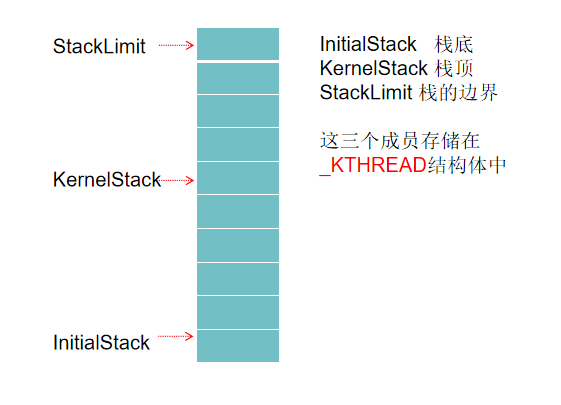 StackLimit
KernelStack
InitialStack
InitialStack 栈底
KernelStack 栈顶
StackLimit 栈的边界
这三个成员存储在
_KTHREAD结构体中